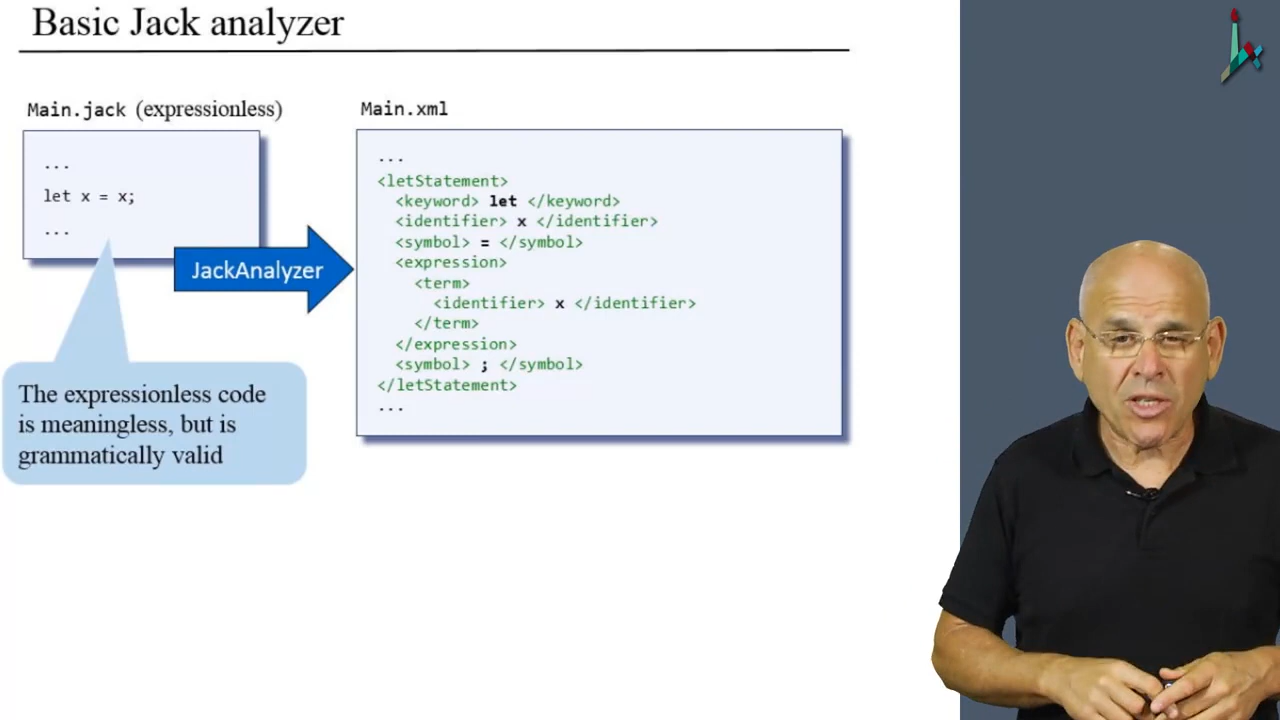 Basic Jack analyzer
Main.jack (expressionless)
...
let x = x;
...
JackAnalyzer
The expressionless code
is meaningless, but is
grammatically valid
Main.xml
...
<letStatement>
<keyword> let </keyword>
<identifier> x </identifier>
<symbol> = </symbol>
<expression>
<term>
<identifier> x </identifier>
</term>
</expression>
<symbol> ; </symbol>
</letStatement>
...